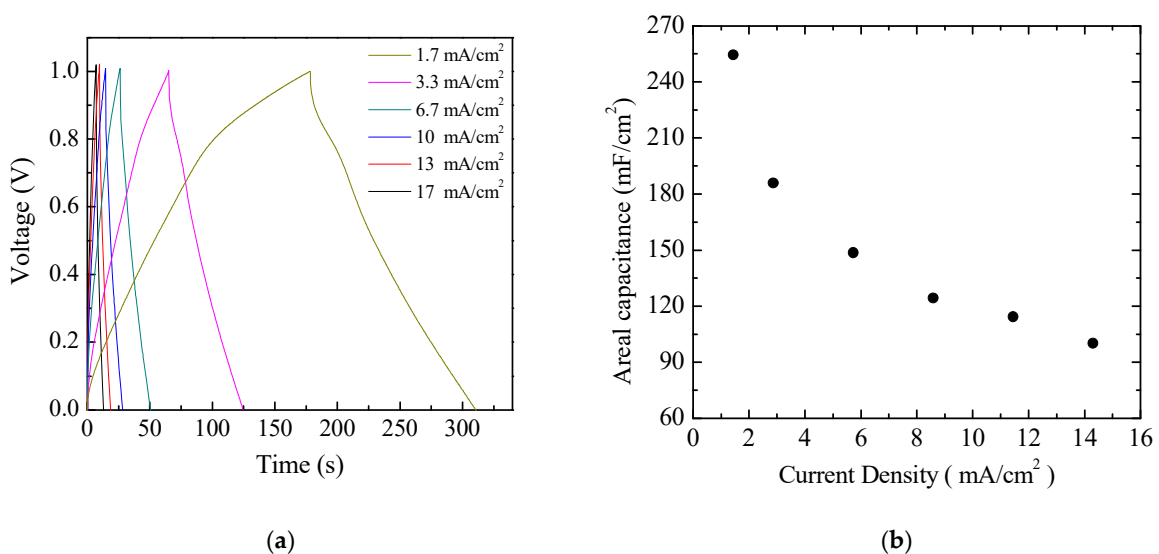 1.7 mA/cm²
3.3 mA/cm²
6.7 mA/cm²
10 mA/cm²
13 mA/cm²
17 mA/cm²
1.0
0.8
0.6
0.4
0.2
0.0
Voltage (V)
0 50 100 150 200 250 300
Time (s)
(a)
270
240
210
180
150
120
90
60
Areal capacitance (mF/cm²)
0 2 4 6 8 10 12 14 16
Current Density ( mA/cm² )
(b)